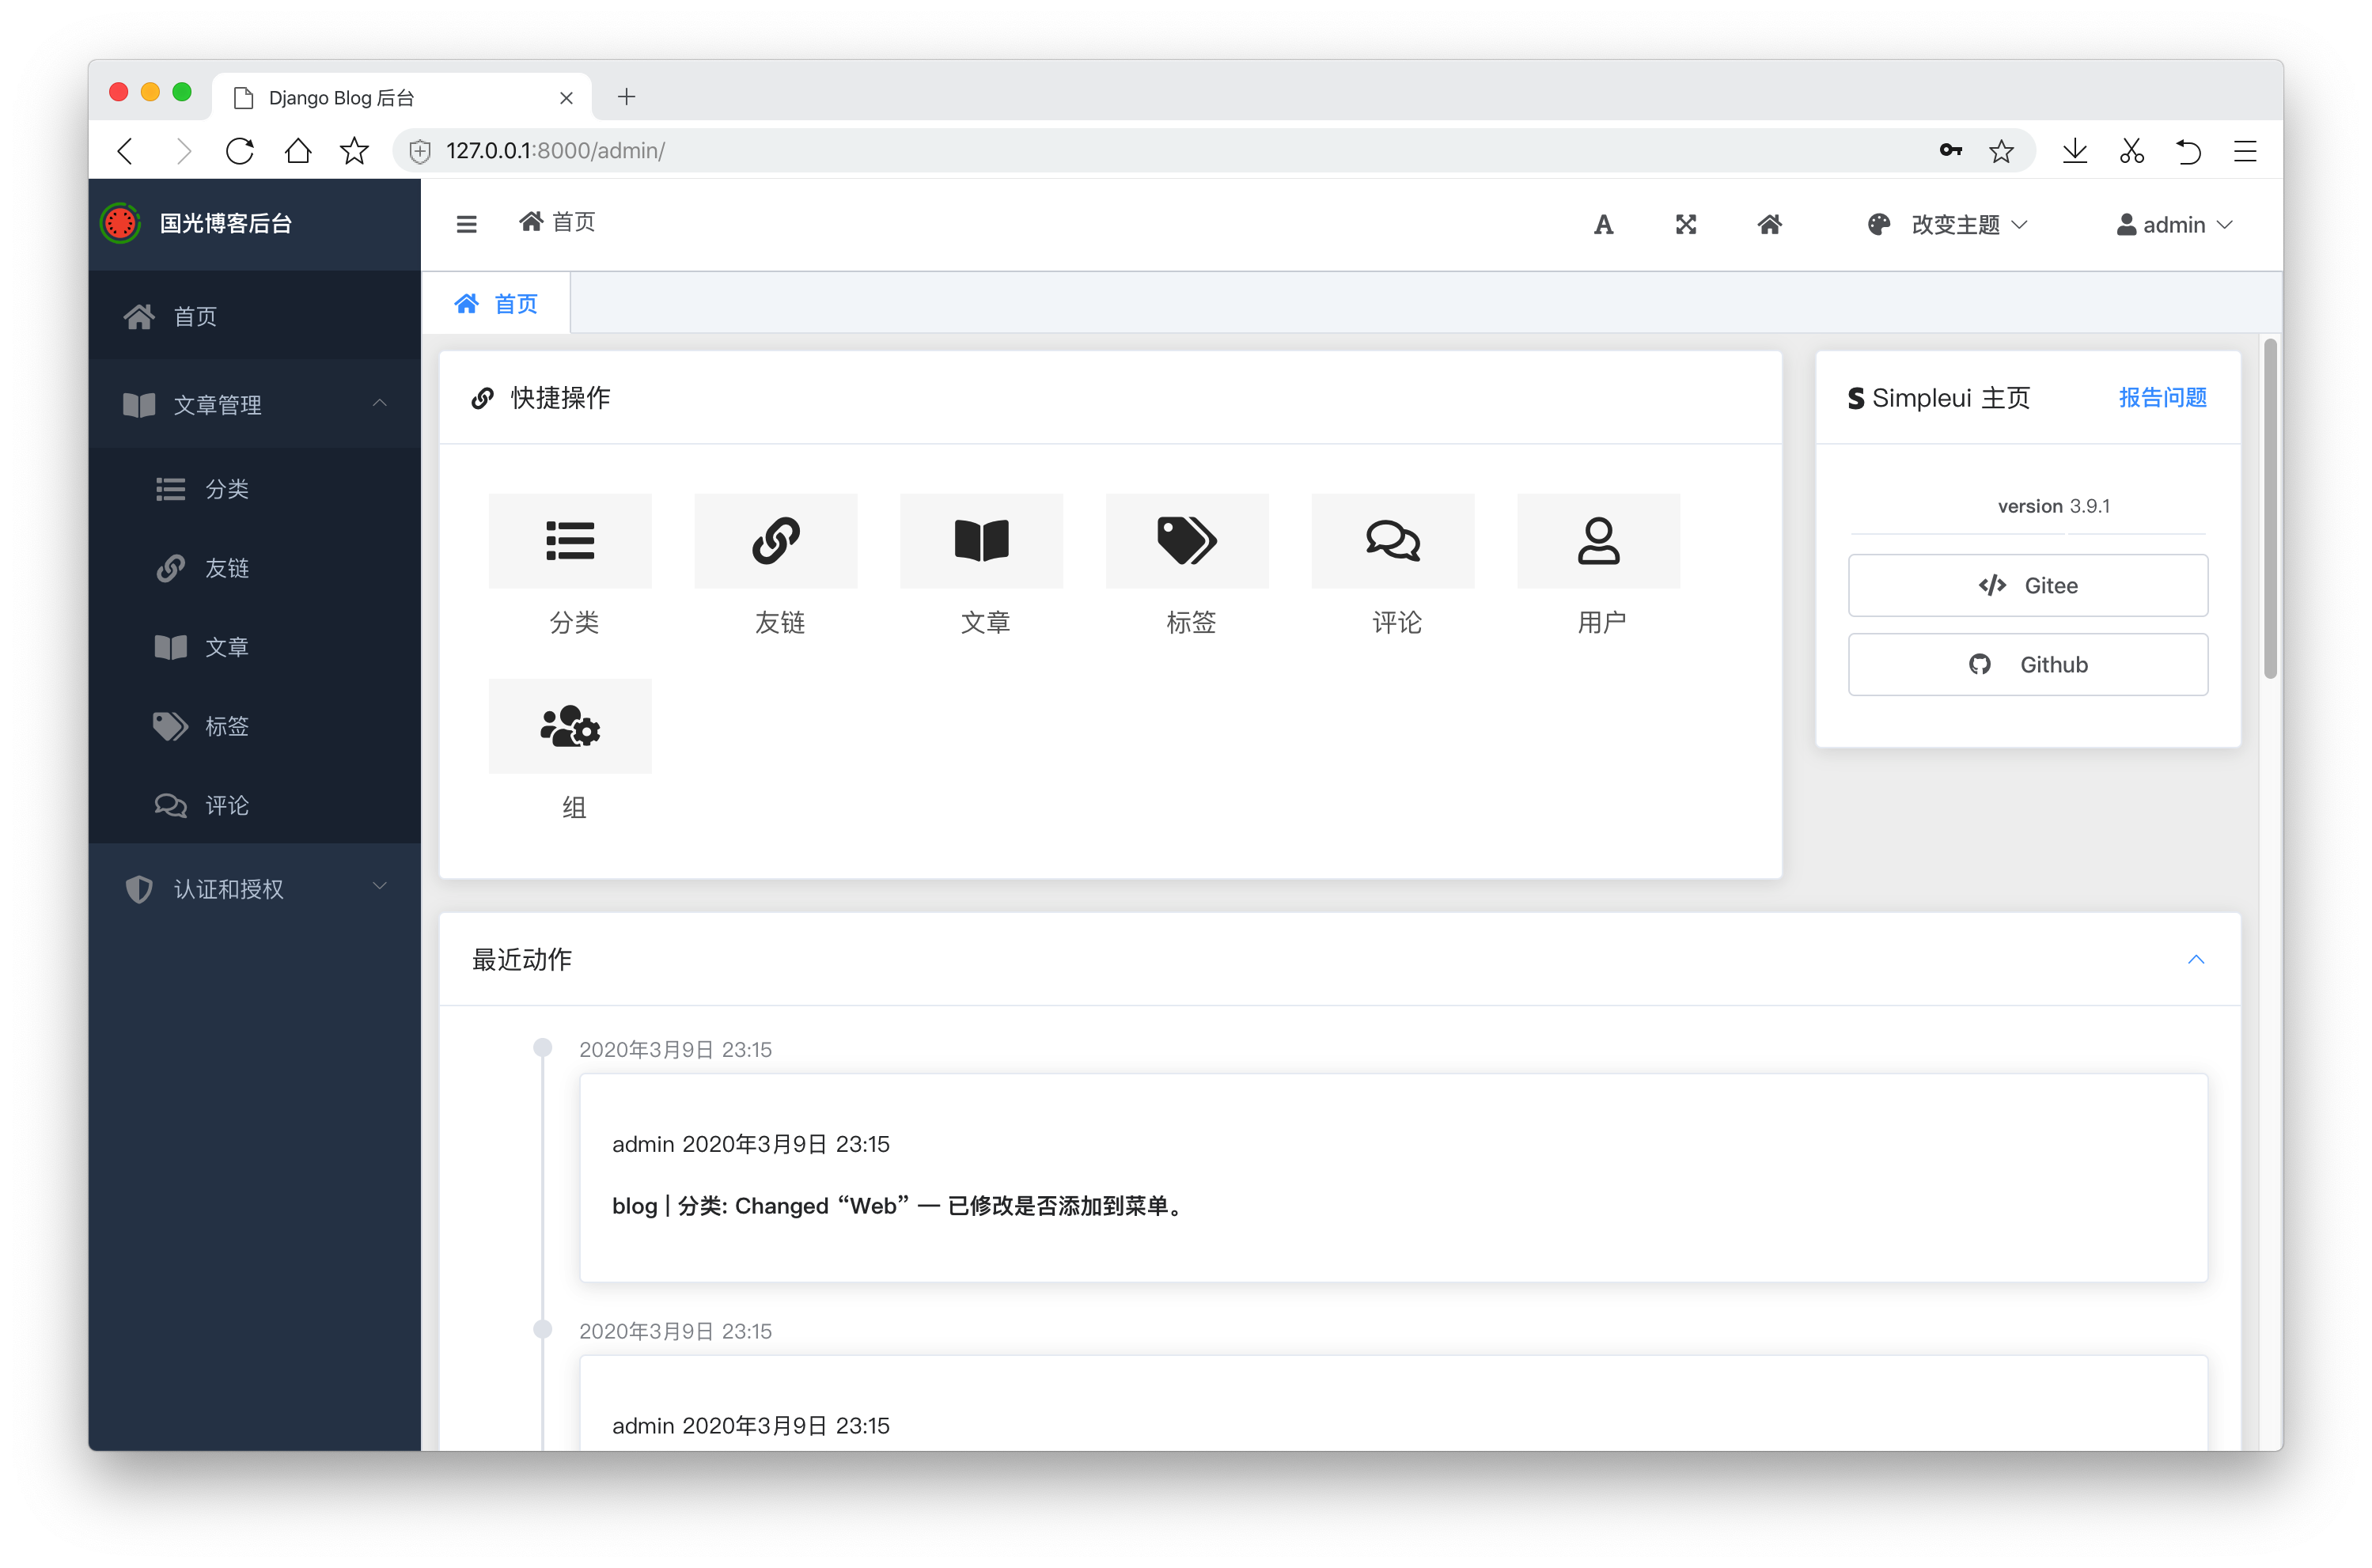 Django Blog 后台
127.0.0.1:8000/admin/
国光博客后台
首页
改变主题
admin
首页
文章管理
分类
友链
文章
标签
评论
认证和授权
首页
快捷操作
分类
友链
文章
标签
评论
用户
组
Simpleui 主页
报告问题
version 3.9.1
Gitee
Github
最近动作
2020年3月9日 23:15
admin 2020年3月9日 23:15
blog | 分类: Changed “Web” — 已修改是否添加到菜单。
2020年3月9日 23:15
admin 2020年3月9日 23:15